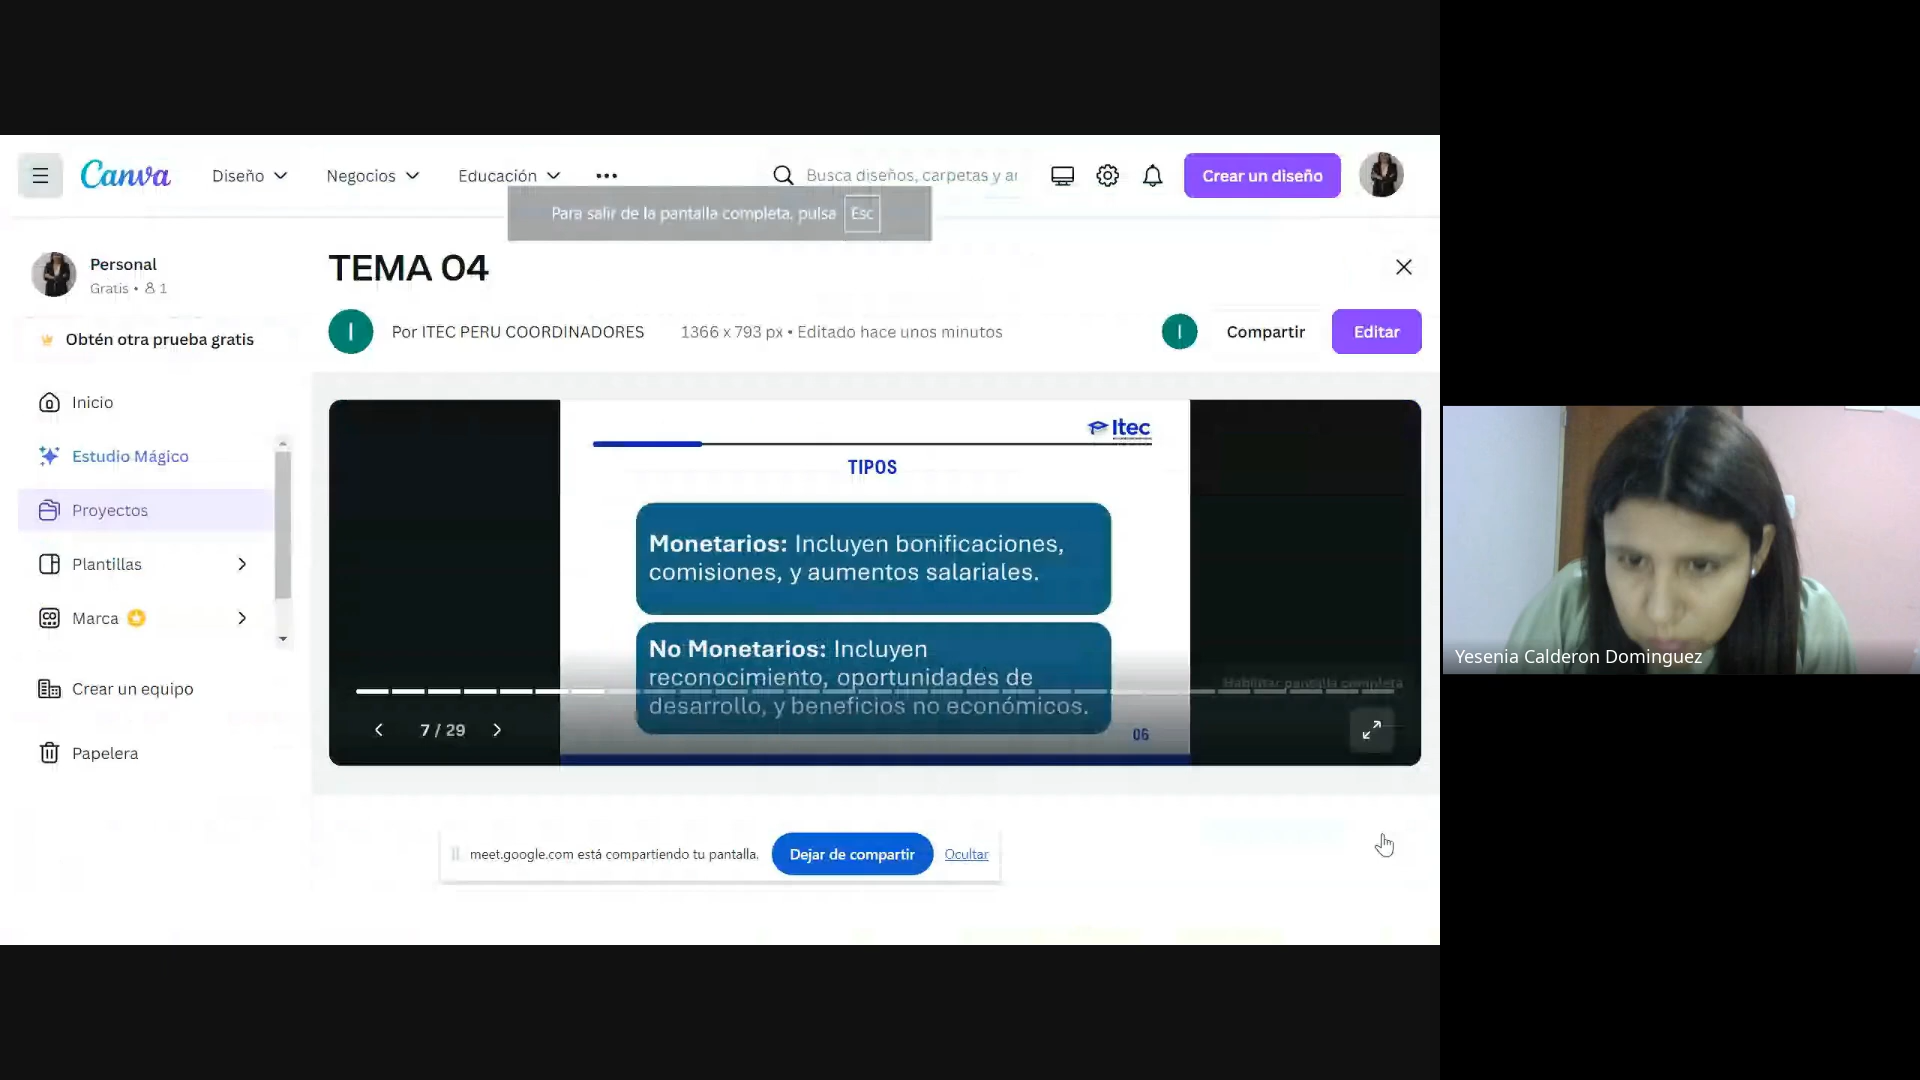 Canva
Diseño
Negocios
Educación
Busca diseños, carpetas y ar
Crear un diseño
Para salir de la pantalla completa, pulsa Esc
Personal
Gratis • 1
Obtén otra prueba gratis
Inicio
Estudio Mágico
Proyectos
Plantillas
Marca
Crear un equipo
Papelera
TEMA 04
I
Por ITEC PERU COORDINADORES
1366 x 793 px • Editado hace unos minutos
I
Compartir
Editar
Itec
TIPOS
Monetarios: Incluyen bonificaciones,
comisiones, y aumentos salariales.
No Monetarios: Incluyen
reconocimiento, oportunidades de
desarrollo, y beneficios no económicos.
Habilitar pantalla completa
7 / 29
06
meet.google.com está compartiendo tu pantalla.
Dejar de compartir
Ocultar
Yesenia Calderon Dominguez